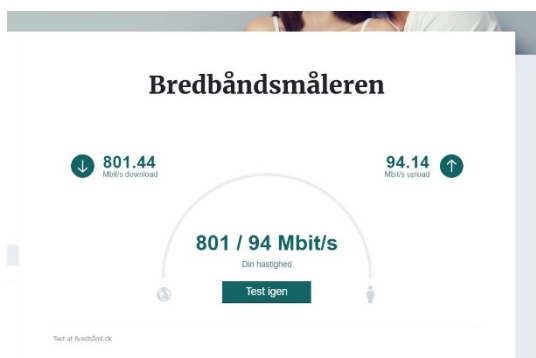 Bredbåndsmåleren
801.44
Mbit/s download
94.14
Mbit/s upload
801 / 94 Mbit/s
Din hastighed
Test igen
Test af Bredbånd.dk